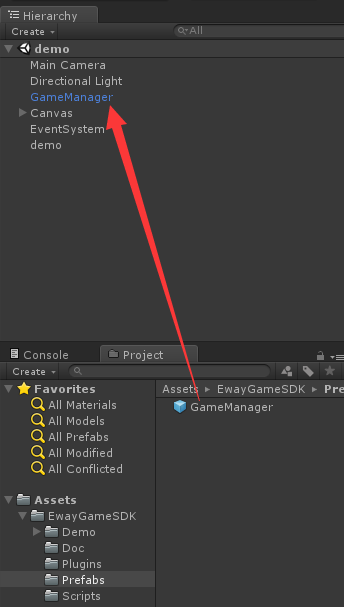 Hierarchy
Create
All
demo
Main Camera
Directional Light
GameManager
Canvas
EventSystem
demo
Console
Project
Create
Favorites
All Materials
All Models
All Prefabs
All Modified
All Conflicted
Assets
EwayGameSDK
Demo
Doc
Plugins
Prefabs
Scripts
Assets ▸ EwayGameSDK ▸ Pre
GameManager